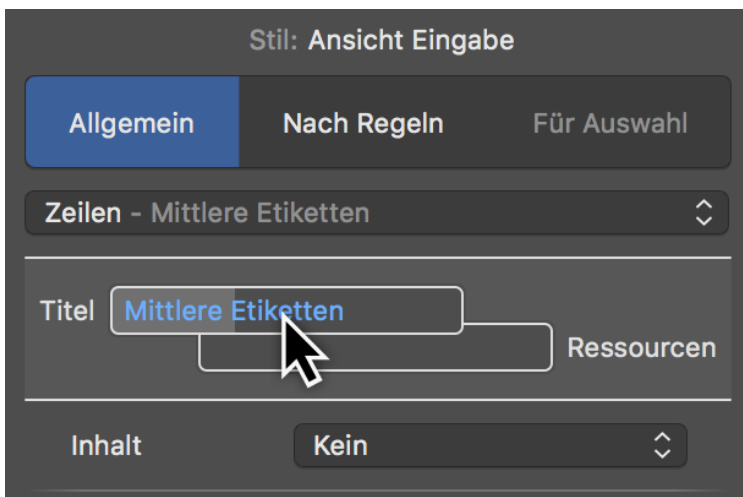 Stil: Ansicht Eingabe
Allgemein Nach Regeln Für Auswahl
Zeilen - Mittlere Etiketten
Titel Mittlere Etiketten
Ressourcen
Inhalt Kein